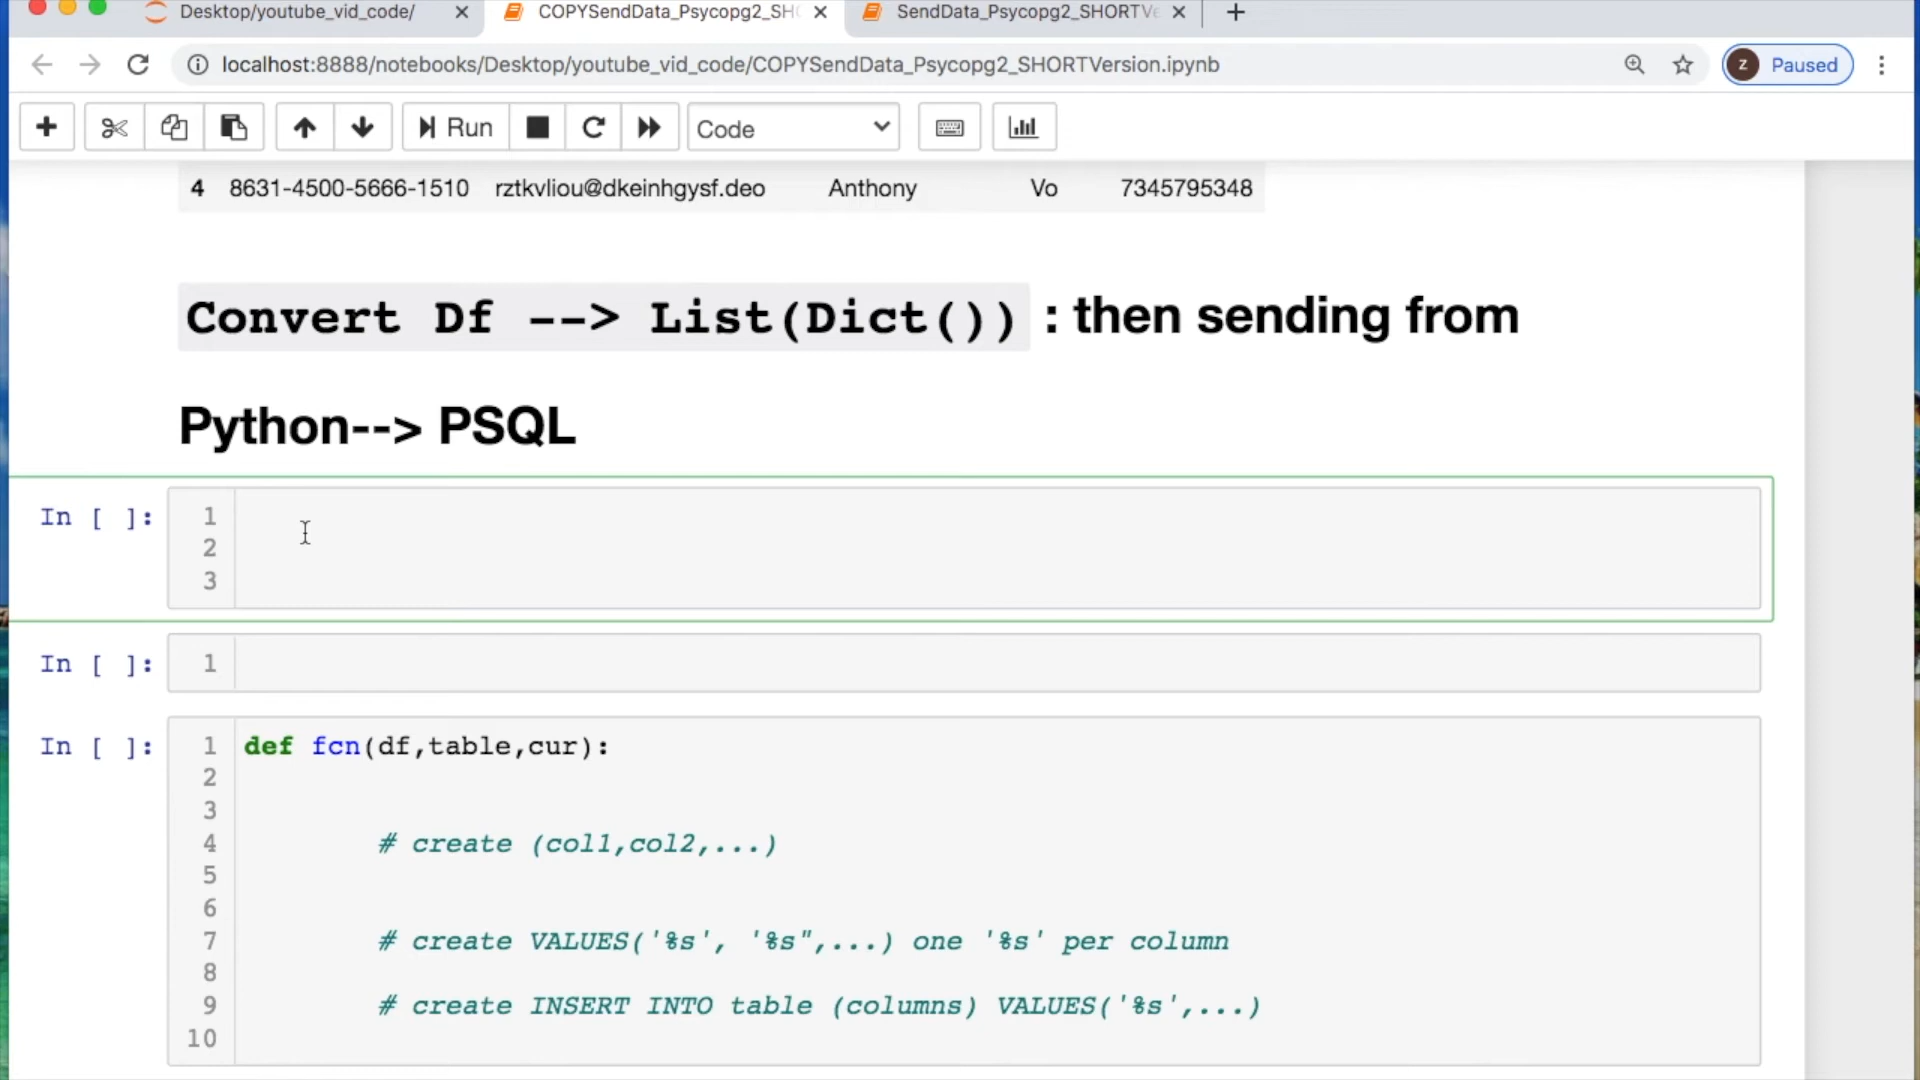 Desktop/youtube_vid_code/
COPYSendData_Psycopg2_SH
SendData_Psycopg2_SHORTVe
localhost:8888/notebooks/Desktop/youtube_vid_code/COPYSendData_Psycopg2_SHORTVersion.ipynb
z Paused
Run
Code
4 8631-4500-5666-1510 rztkvliou@dkeinhgysf.deo Anthony Vo 7345795348
Convert Df --> List(Dict()) : then sending from
Python--> PSQL
In [ ]: 1
2
3
In [ ]: 1
In [ ]: 1 def fcn(df,table,cur):
2
3
4 # create (col1,col2,...)
5
6
7 # create VALUES('%s', '%s",...) one '%s' per column
8
9 # create INSERT INTO table (columns) VALUES('%s',...)
10